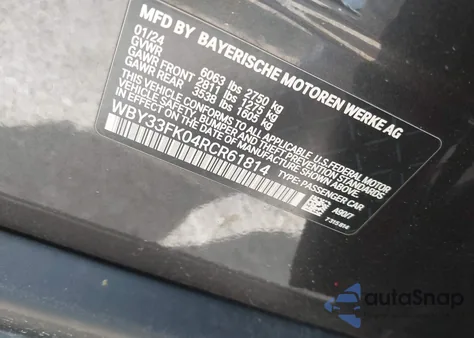 MFD BY BAYERISCHE MOTOREN WERKE AG
01/24
GVWR 6063 lbs 2750 kg
GAWR FRONT 2811 lbs 1275 kg
GAWR REAR 3538 lbs 1605 kg
THIS VEHICLE CONFORMS TO ALL APPLICABLE U.S. FEDERAL MOTOR
VEHICLE SAFETY, BUMPER AND THEFT PREVENTION STANDARDS
IN EFFECT ON THE DATE OF MANUFACTURE SHOWN ABOVE.
WBY33FK04RCR61814
TYPE: PASSENGER CAR
A90/7
autoSnap